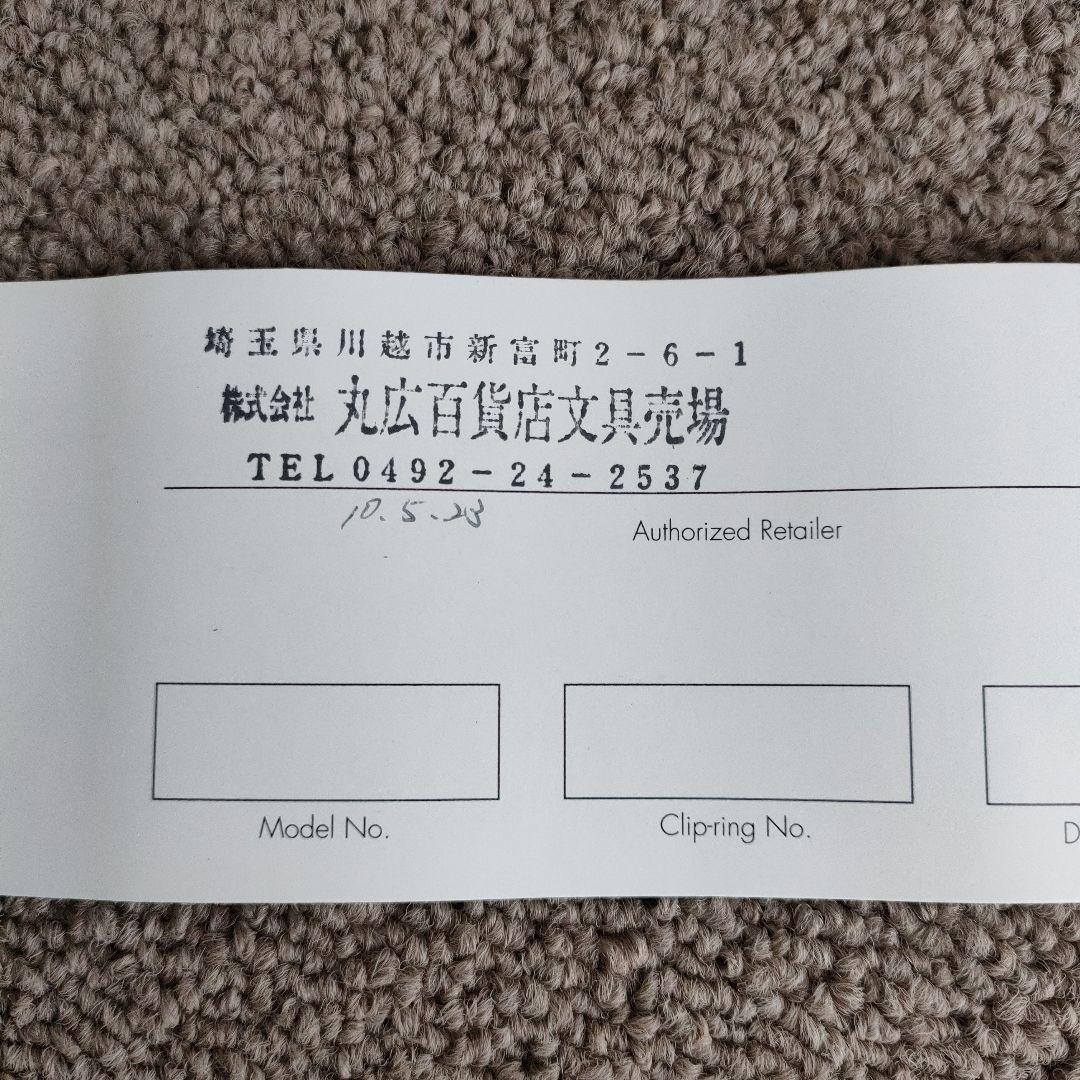 埼玉県川越市新富町2-6-1
株式会社 丸広百貨店文具売場
TEL 0492-24-2537
10.5.23
Authorized Retailer
Model No.
Clip-ring No.
D